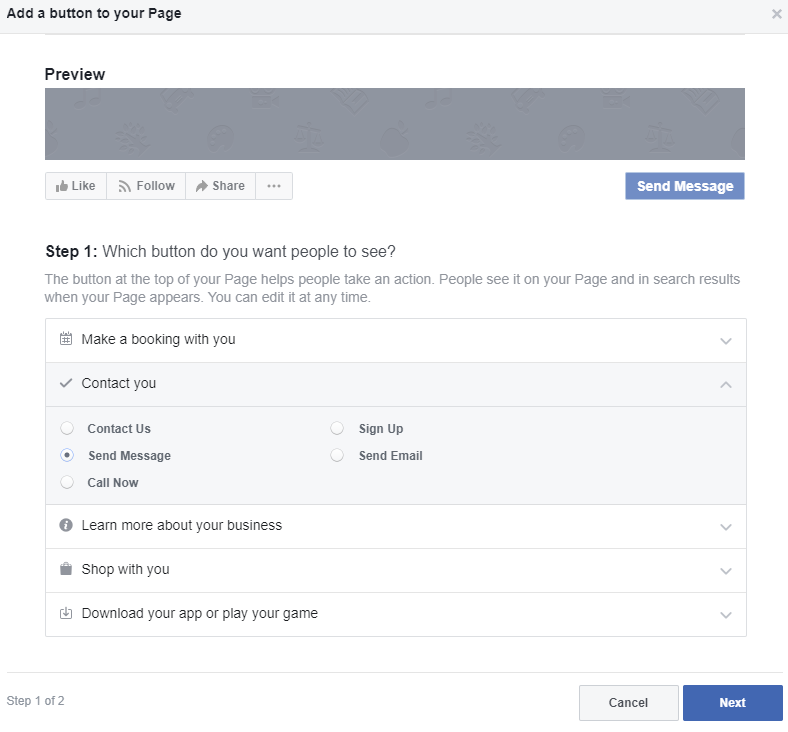 Add a button to your Page
Preview
Like Follow Share
Send Message
Step 1: Which button do you want people to see?
The button at the top of your Page helps people take an action. People see it on your Page and in search results
when your Page appears. You can edit it at any time.
Make a booking with you
Contact you
Contact Us Sign Up
Send Message Send Email
Call Now
Learn more about your business
Shop with you
Download your app or play your game
Step 1 of 2 Cancel Next